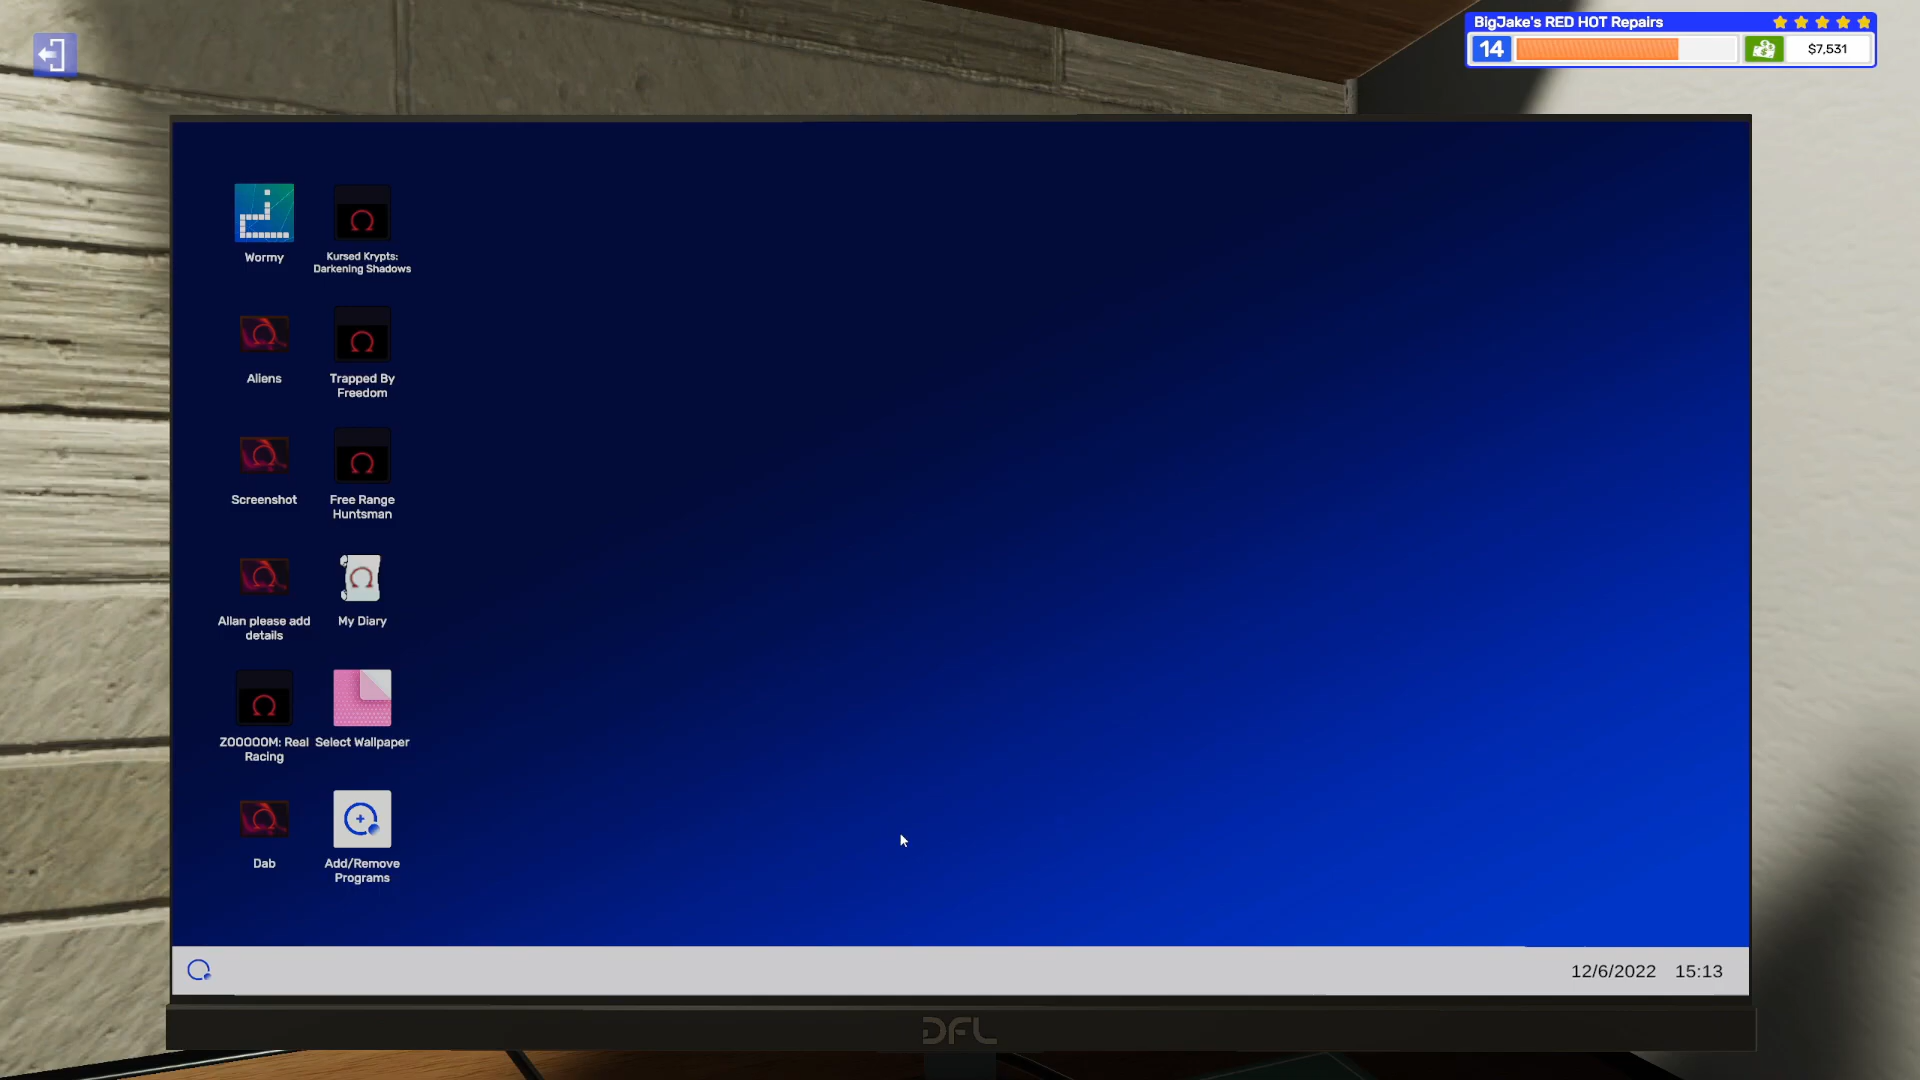 BigJake's RED HOT Repairs
14
$7,531
Wormy
Kursed Krypts:
Darkening Shadows
Aliens
Trapped By
Freedom
Screenshot
Free Range
Huntsman
Allan please add
details
My Diary
ZOOOOOM: Real
Racing
Select Wallpaper
Dab
Add/Remove
Programs
12/6/2022 15:13
DFL